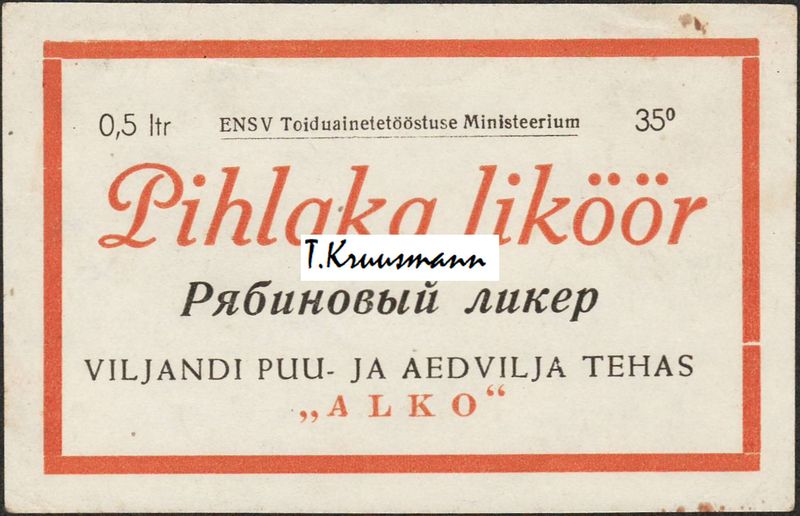 0,5 ltr ENSV Toiduainetetööstuse Ministeerium 35⁰
Pihlaka liköör
T.Kruusmann
Рябиновый ликер
VILJANDI PUU- JA AEDVILJA TEHAS
„ALKO“